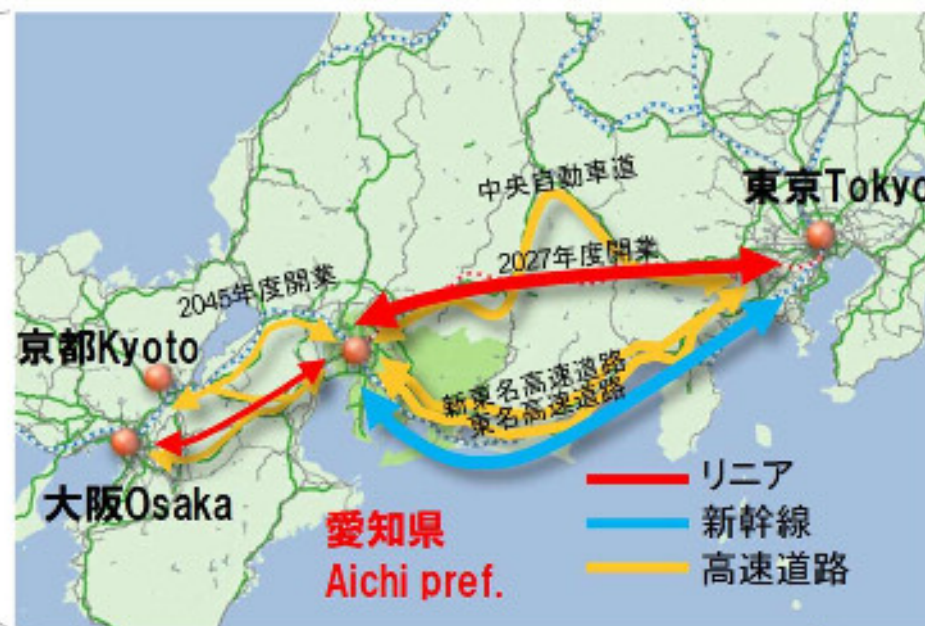 中央自動車道
東京Tokyo
2027年度開業
2045年度開業
京都Kyoto
新東名高速道路
東名高速道路
大阪Osaka
愛知県
Aichi pref.
リニア
新幹線
高速道路